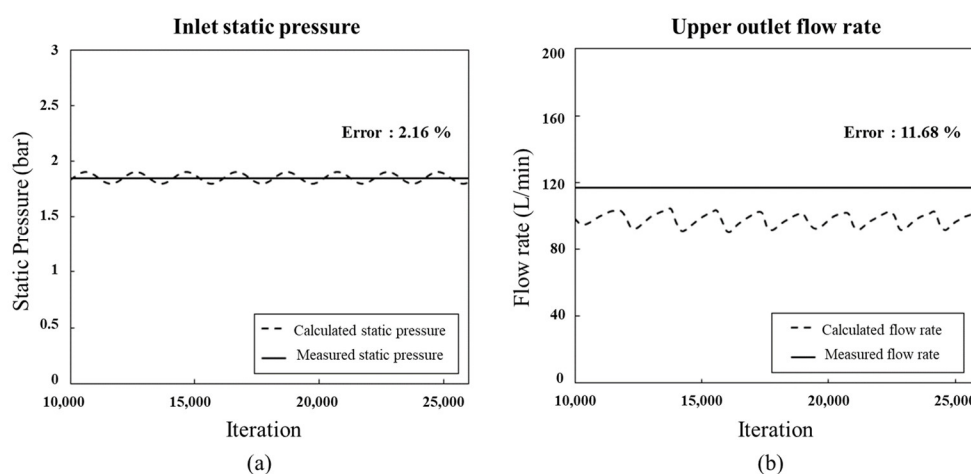 Inlet static pressure
3
2.5
2
1.5
1
0.5
0
Static Pressure (bar)
Error : 2.16 %
Calculated static pressure
Measured static pressure
10,000 15,000 20,000 25,000
Iteration
(a)
Upper outlet flow rate
200
160
120
80
40
0
Flow rate (L/min)
Error : 11.68 %
Calculated flow rate
Measured flow rate
10,000 15,000 20,000 25,000
Iteration
(b)